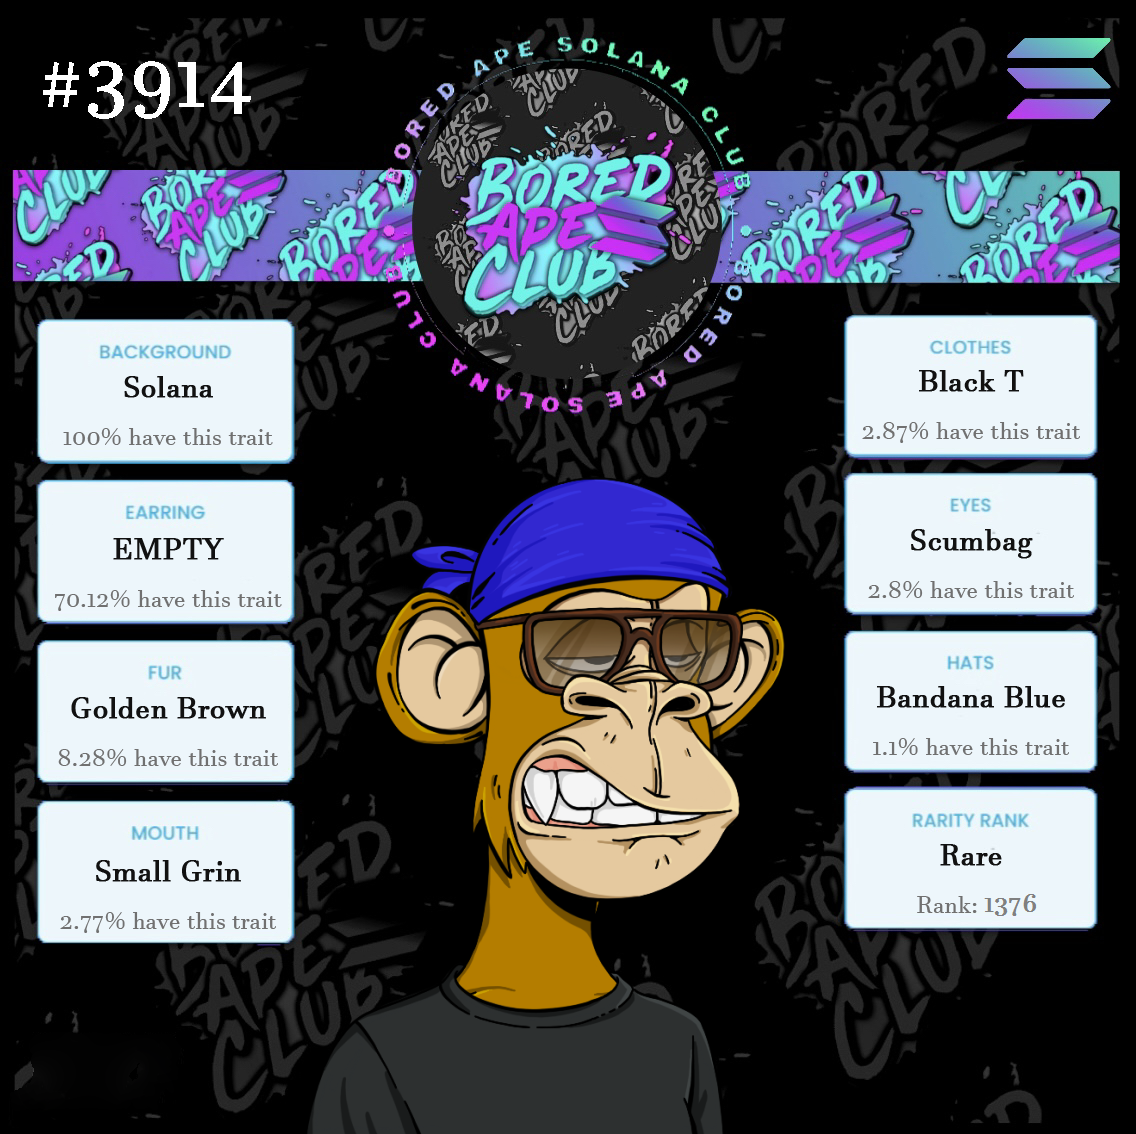 #3914
BORED APE SOLANA CLUB
BORED APE SOLANA CLUB
BORED
APE
CLUB
BACKGROUND
Solana
100% have this trait
EARRING
EMPTY
70.12% have this trait
FUR
Golden Brown
8.28% have this trait
MOUTH
Small Grin
2.77% have this trait
CLOTHES
Black T
2.87% have this trait
EYES
Scumbag
2.8% have this trait
HATS
Bandana Blue
1.1% have this trait
RARITY RANK
Rare
Rank: 1376